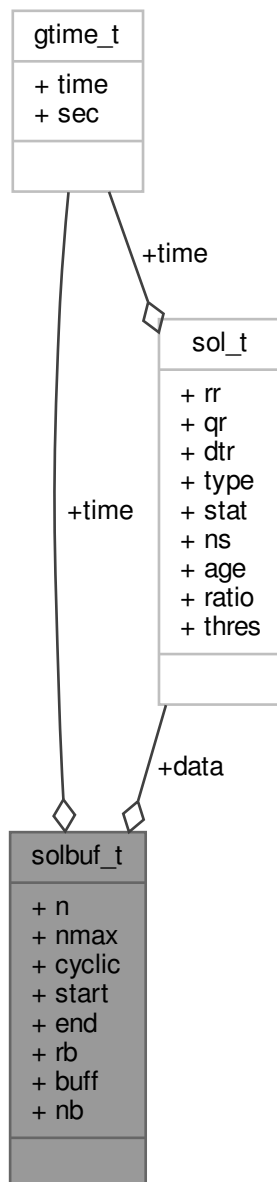 gtime_t
+ time
+ sec
+time
sol_t
+ rr
+ qr
+ dtr
+ type
+ stat
+ ns
+ age
+ ratio
+ thres
+time
+data
solbuf_t
+ n
+ nmax
+ cyclic
+ start
+ end
+ rb
+ buff
+ nb